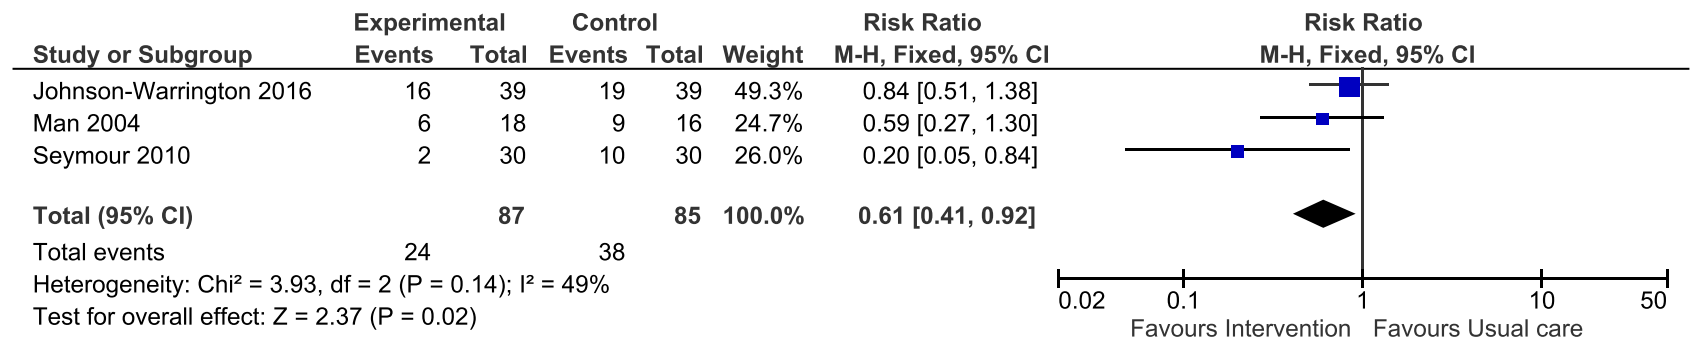 Experimental Control Risk Ratio Risk Ratio
Study or Subgroup Events Total Events Total Weight M-H, Fixed, 95% CI M-H, Fixed, 95% CI
Johnson-Warrington 2016 16 39 19 39 49.3% 0.84 [0.51, 1.38]
Man 2004 6 18 9 16 24.7% 0.59 [0.27, 1.30]
Seymour 2010 2 30 10 30 26.0% 0.20 [0.05, 0.84]
Total (95% CI) 87 85 100.0% 0.61 [0.41, 0.92]
Total events 24 38
Heterogeneity: Chi² = 3.93, df = 2 (P = 0.14); I² = 49%
Test for overall effect: Z = 2.37 (P = 0.02)
0.02 0.1 1 10 50
Favours Intervention Favours Usual care